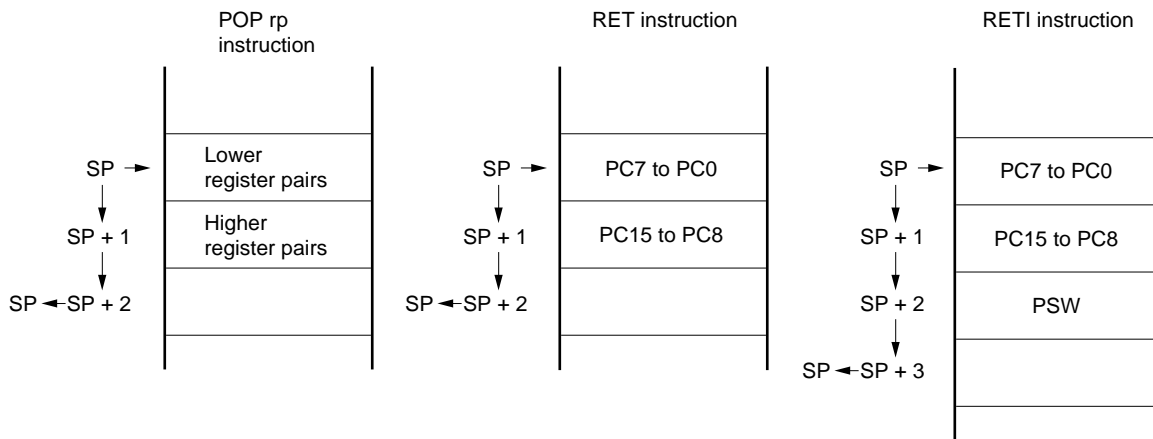 POP rp
instruction
SP
Lower
register pairs
SP + 1
Higher
register pairs
SP
SP + 2
RET instruction
SP
PC7 to PC0
SP + 1
PC15 to PC8
SP
SP + 2
RETI instruction
SP
PC7 to PC0
SP + 1
PC15 to PC8
SP + 2
PSW
SP
SP + 3